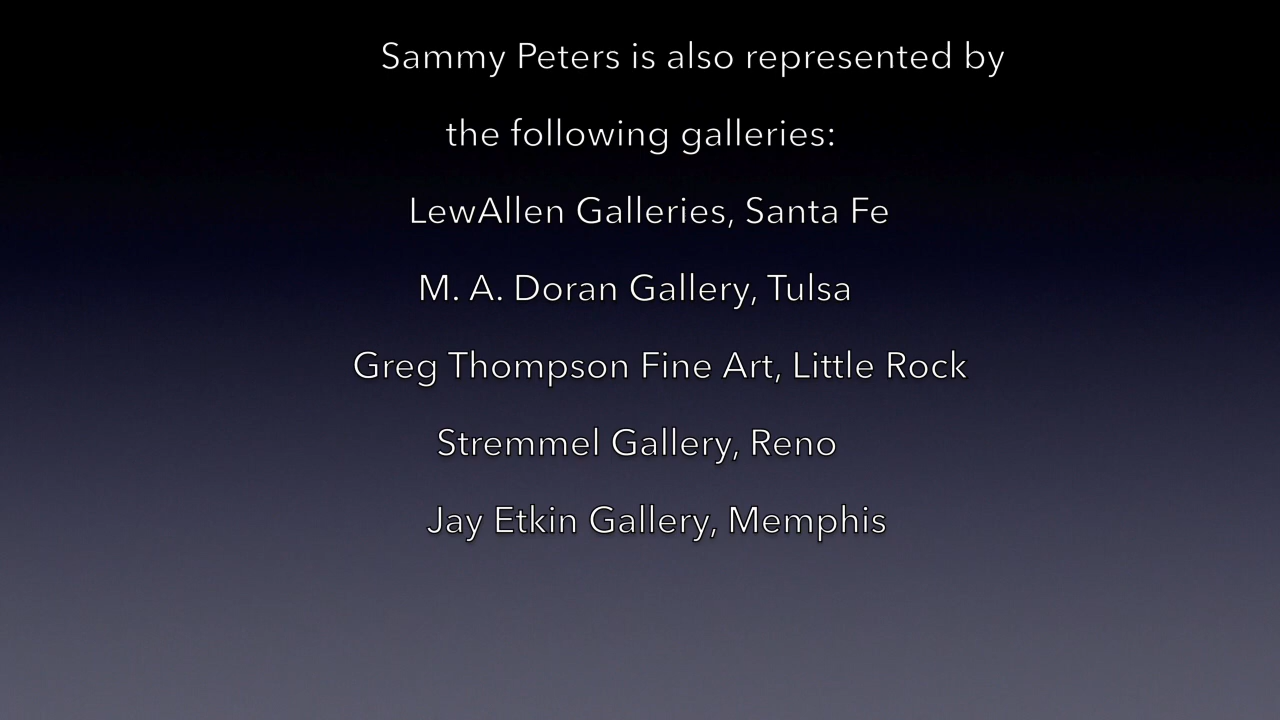 Sammy Peters is also represented by
the following galleries:
LewAllen Galleries, Santa Fe
M. A. Doran Gallery, Tulsa
Greg Thompson Fine Art, Little Rock
Stremmel Gallery, Reno
Jay Etkin Gallery, Memphis